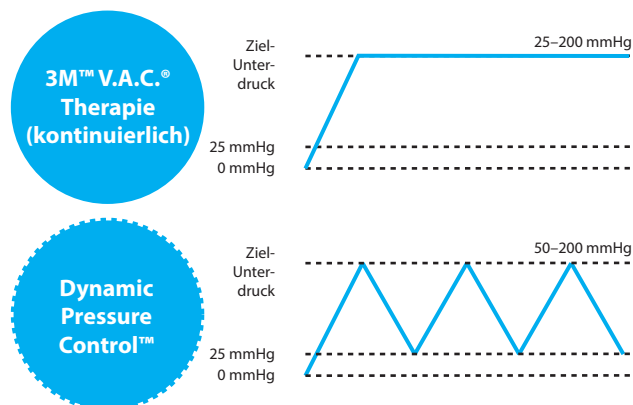 3M™ V.A.C.®
Therapie
(kontinuierlich)
Ziel-
Unter-
druck
25–200 mmHg
25 mmHg
0 mmHg
Dynamic
Pressure
Control™
Ziel-
Unter-
druck
50–200 mmHg
25 mmHg
0 mmHg